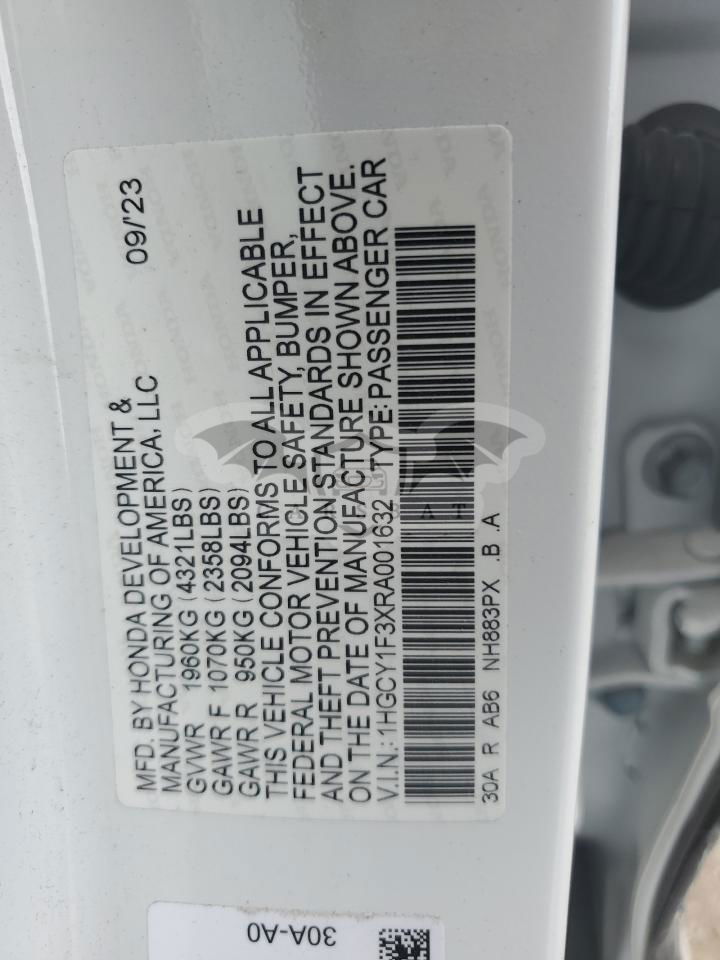 MFD. BY HONDA DEVELOPMENT & 09/'23
MANUFACTURING OF AMERICA, LLC
GVWR 1960KG (4321LBS)
GAWR F 1070KG (2358LBS)
GAWR R 950KG (2094LBS)
THIS VEHICLE CONFORMS TO ALL APPLICABLE
FEDERAL MOTOR VEHICLE SAFETY, BUMPER,
AND THEFT PREVENTION STANDARDS IN EFFECT
ON THE DATE OF MANUFACTURE SHOWN ABOVE.
V.I.N.: 1HGCY1F3XRA001632 TYPE: PASSENGER CAR
30A R AB6 NH883PX .B .A
30A-A0
HONDA